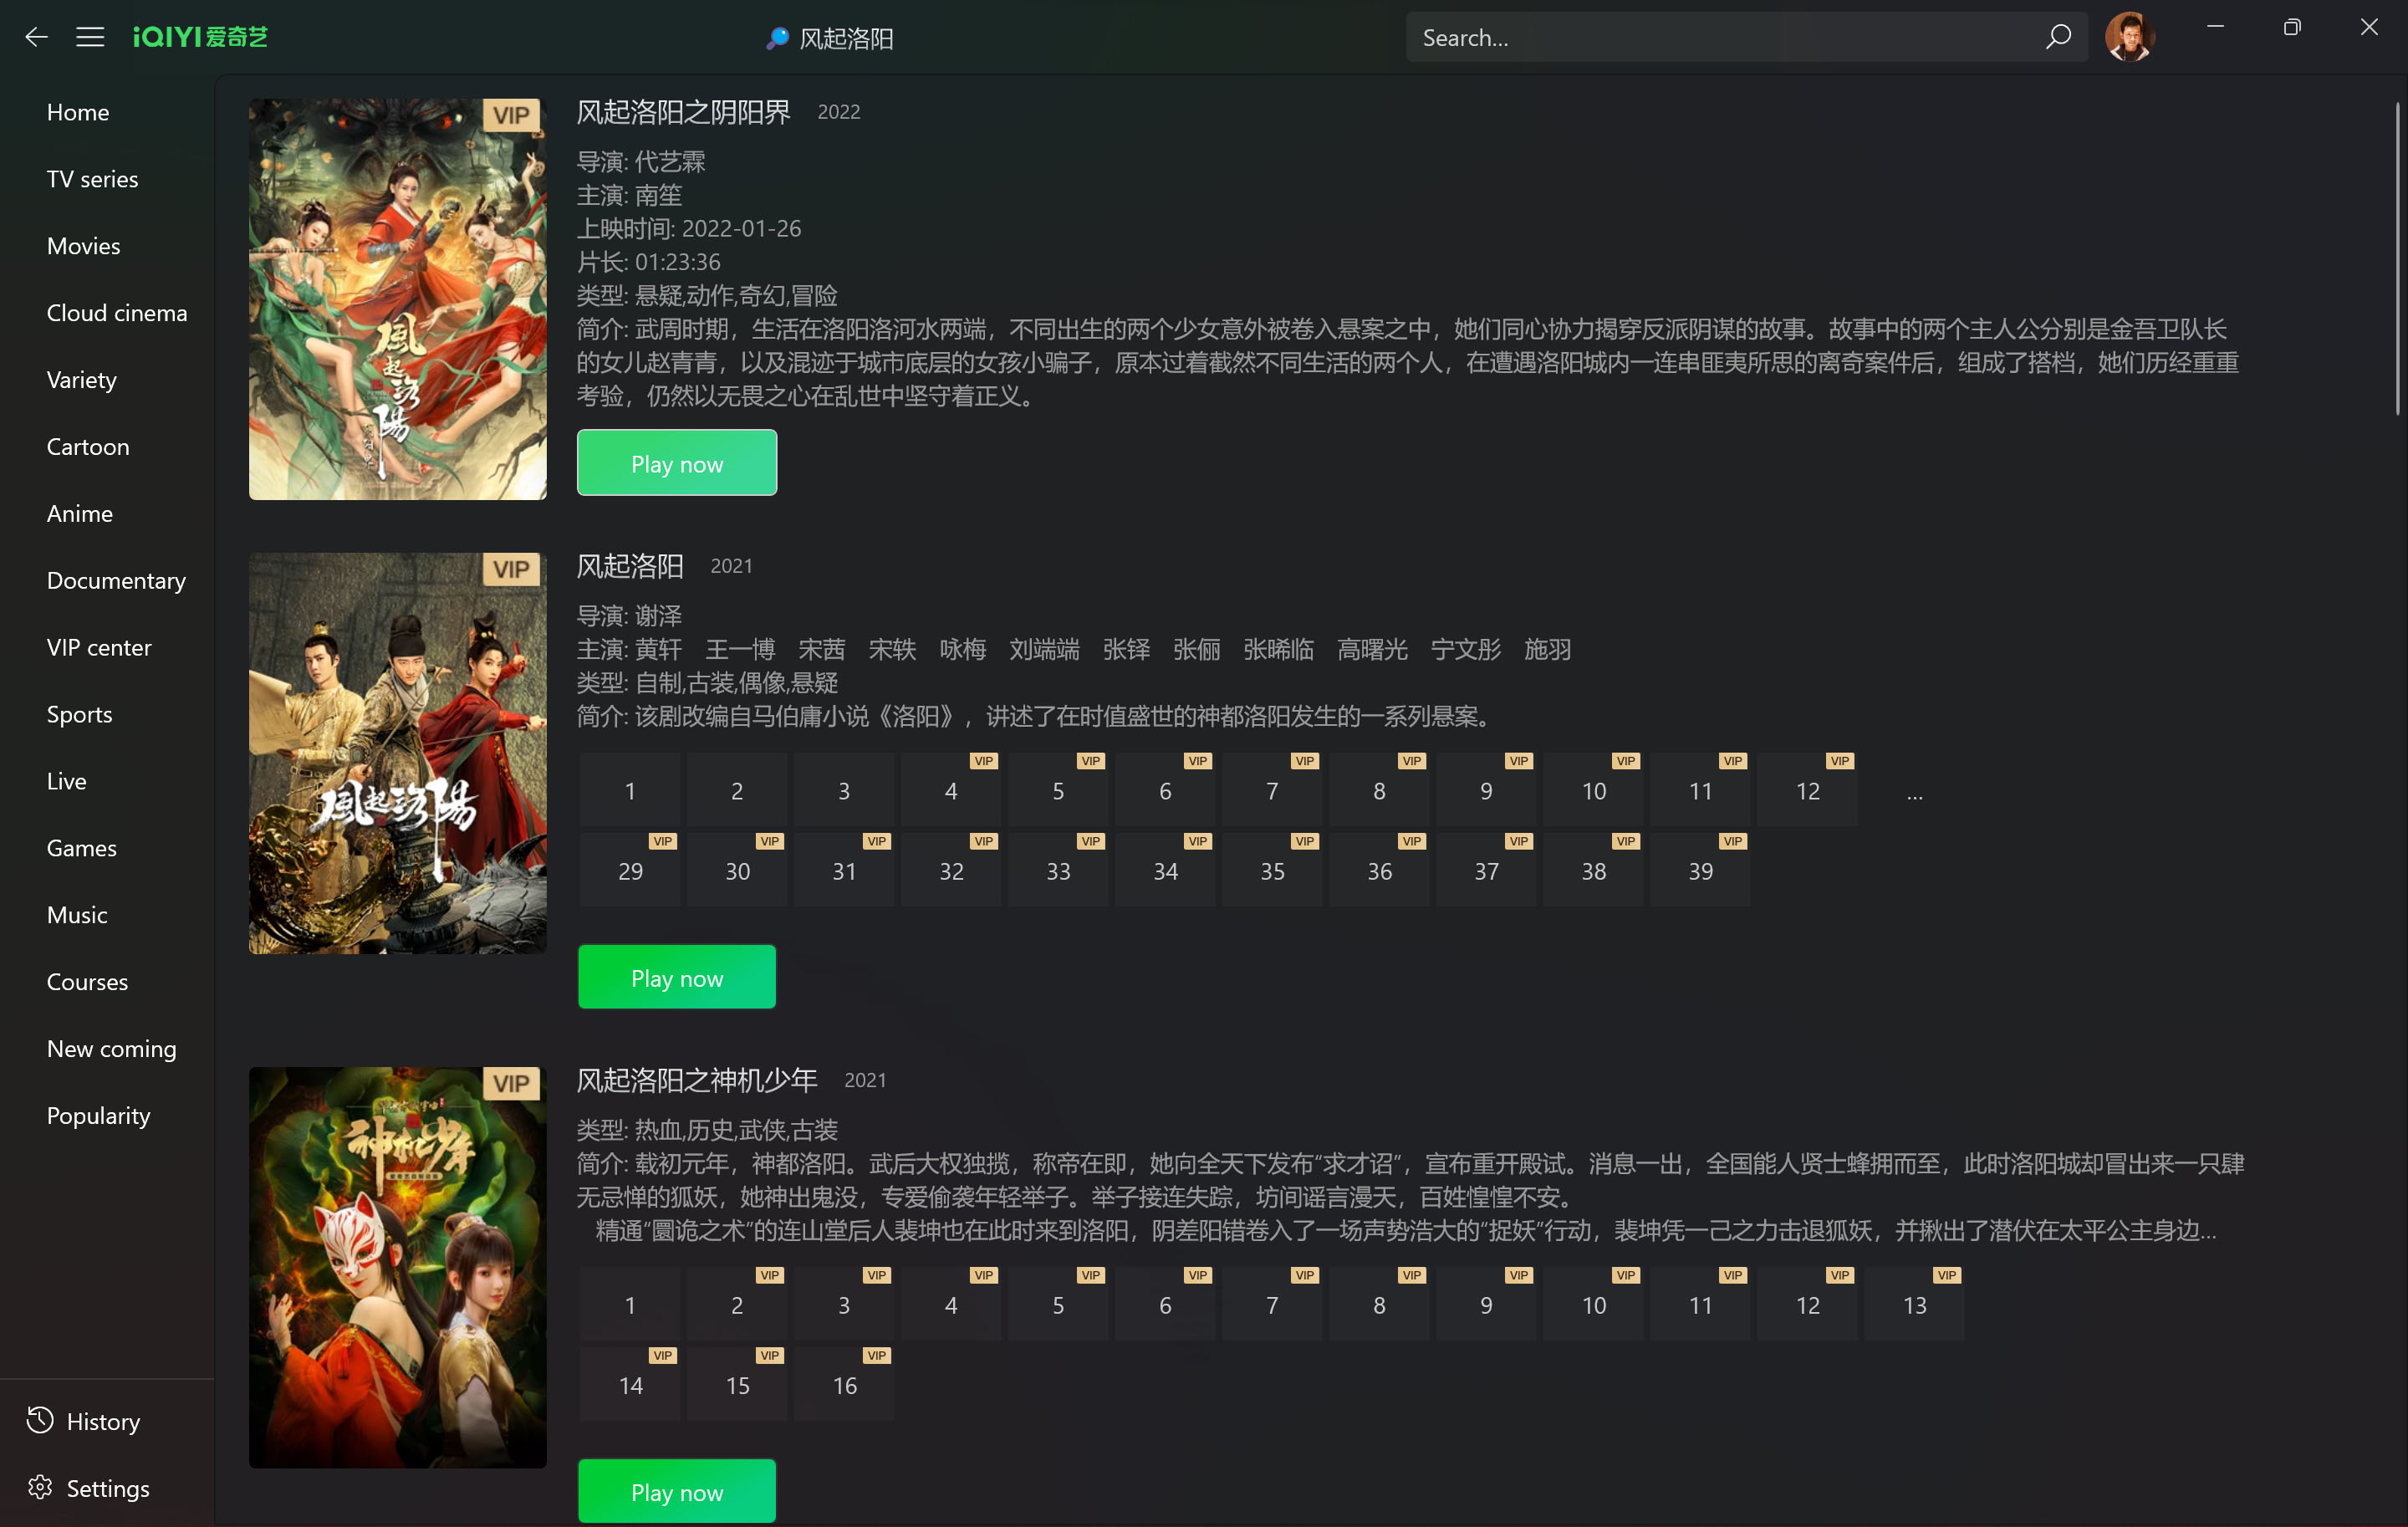 iQIYI 爱奇艺
🔎 风起洛阳
Search...
Home
TV series
Movies
Cloud cinema
Variety
Cartoon
Anime
Documentary
VIP center
Sports
Live
Games
Music
Courses
New coming
Popularity
History
Settings
VIP
風起洛陽
风起洛阳之阴阳界 2022
导演: 代艺霖
主演: 南笙
上映时间: 2022-01-26
片长: 01:23:36
类型: 悬疑,动作,奇幻,冒险
简介: 武周时期，生活在洛阳洛河水两端，不同出生的两个少女意外被卷入悬案之中，她们同心协力揭穿反派阴谋的故事。故事中的两个主人公分别是金吾卫队长
的女儿赵青青，以及混迹于城市底层的女孩小骗子，原本过着截然不同生活的两个人，在遭遇洛阳城内一连串匪夷所思的离奇案件后，组成了搭档，她们历经重重
考验，仍然以无畏之心在乱世中坚守着正义。
Play now
VIP
風起洛陽
风起洛阳 2021
导演: 谢泽
主演: 黄轩 王一博 宋茜 宋轶 咏梅 刘端端 张铎 张俪 张晞临 高曙光 宁文彤 施羽
类型: 自制,古装,偶像,悬疑
简介: 该剧改编自马伯庸小说《洛阳》，讲述了在时值盛世的神都洛阳发生的一系列悬案。
VIP VIP VIP VIP VIP VIP VIP VIP VIP
1 2 3 4 5 6 7 8 9 10 11 12 ...
VIP VIP VIP VIP VIP VIP VIP VIP VIP VIP VIP
29 30 31 32 33 34 35 36 37 38 39
Play now
VIP
神机少年
风起洛阳之神机少年 2021
类型: 热血,历史,武侠,古装
简介: 载初元年，神都洛阳。武后大权独揽，称帝在即，她向全天下发布“求才诏”，宣布重开殿试。消息一出，全国能人贤士蜂拥而至，此时洛阳城却冒出来一只肆
无忌惮的狐妖，她神出鬼没，专爱偷袭年轻举子。举子接连失踪，坊间谣言漫天，百姓惶惶不安。
精通“圜诡之术”的连山堂后人裴坤也在此时来到洛阳，阴差阳错卷入了一场声势浩大的“捉妖”行动，裴坤凭一己之力击退狐妖，并揪出了潜伏在太平公主身边...
VIP VIP VIP VIP VIP VIP VIP VIP VIP VIP VIP VIP
1 2 3 4 5 6 7 8 9 10 11 12 13
VIP VIP VIP
14 15 16
Play now